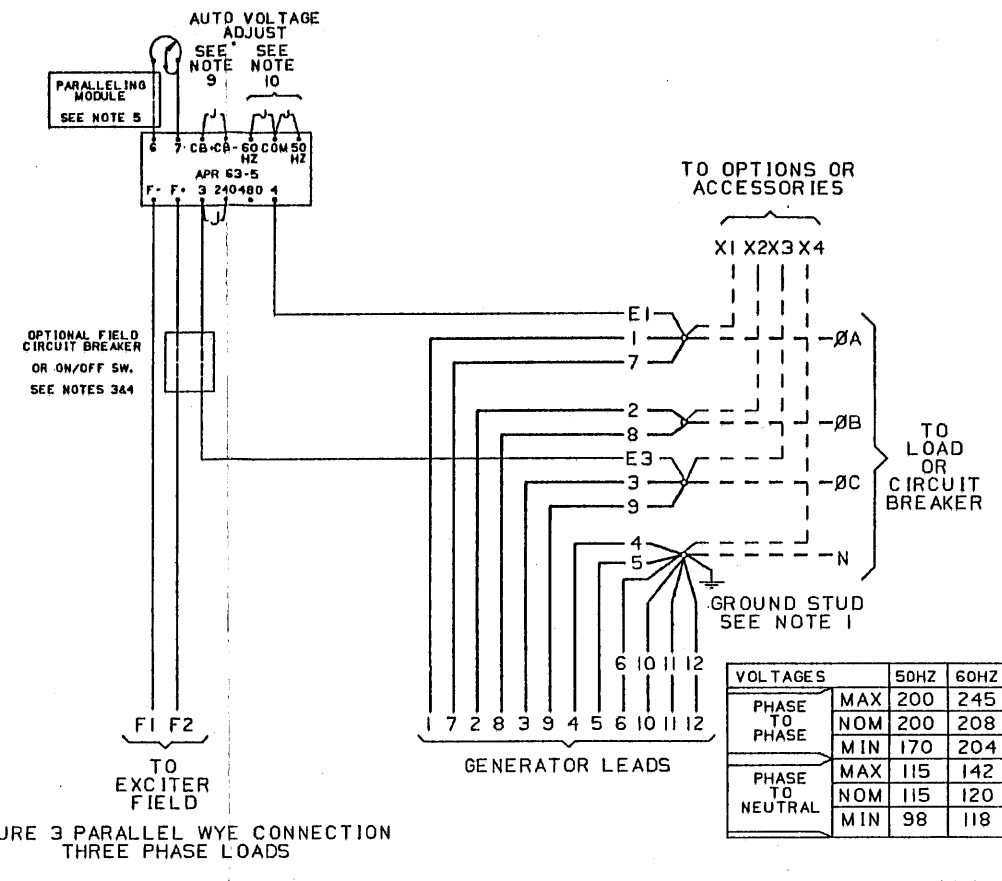 AUTO VOLTAGE
ADJUST
SEE NOTE 9
SEE NOTE 10
PARALLELING
MODULE
SEE NOTE 5
6 7 CB+ CB- 60 HZ COM 50 HZ
APR 63-5
F- F+ 3 240 480 4
TO OPTIONS OR
ACCESSORIES
X1 X2 X3 X4
OPTIONAL FIELD
CIRCUIT BREAKER
OR ON/OFF SW.
SEE NOTES 3&4
E1
1
7
ØA
2
8
ØB
E3
3
9
ØC
4
5
N
TO
LOAD
OR
CIRCUIT
BREAKER
GROUND STUD
SEE NOTE 1
6 10 11 12
F1 F2
TO
EXCITER
FIELD
1 7 2 8 3 9 4 5 6 10 11 12
GENERATOR LEADS
VOLTAGES 50HZ 60HZ
PHASE TO PHASE
MAX 200 245
NOM 200 208
MIN 170 204
PHASE TO NEUTRAL
MAX 115 142
NOM 115 120
MIN 98 118
URE 3 PARALLEL WYE CONNECTION
THREE PHASE LOADS